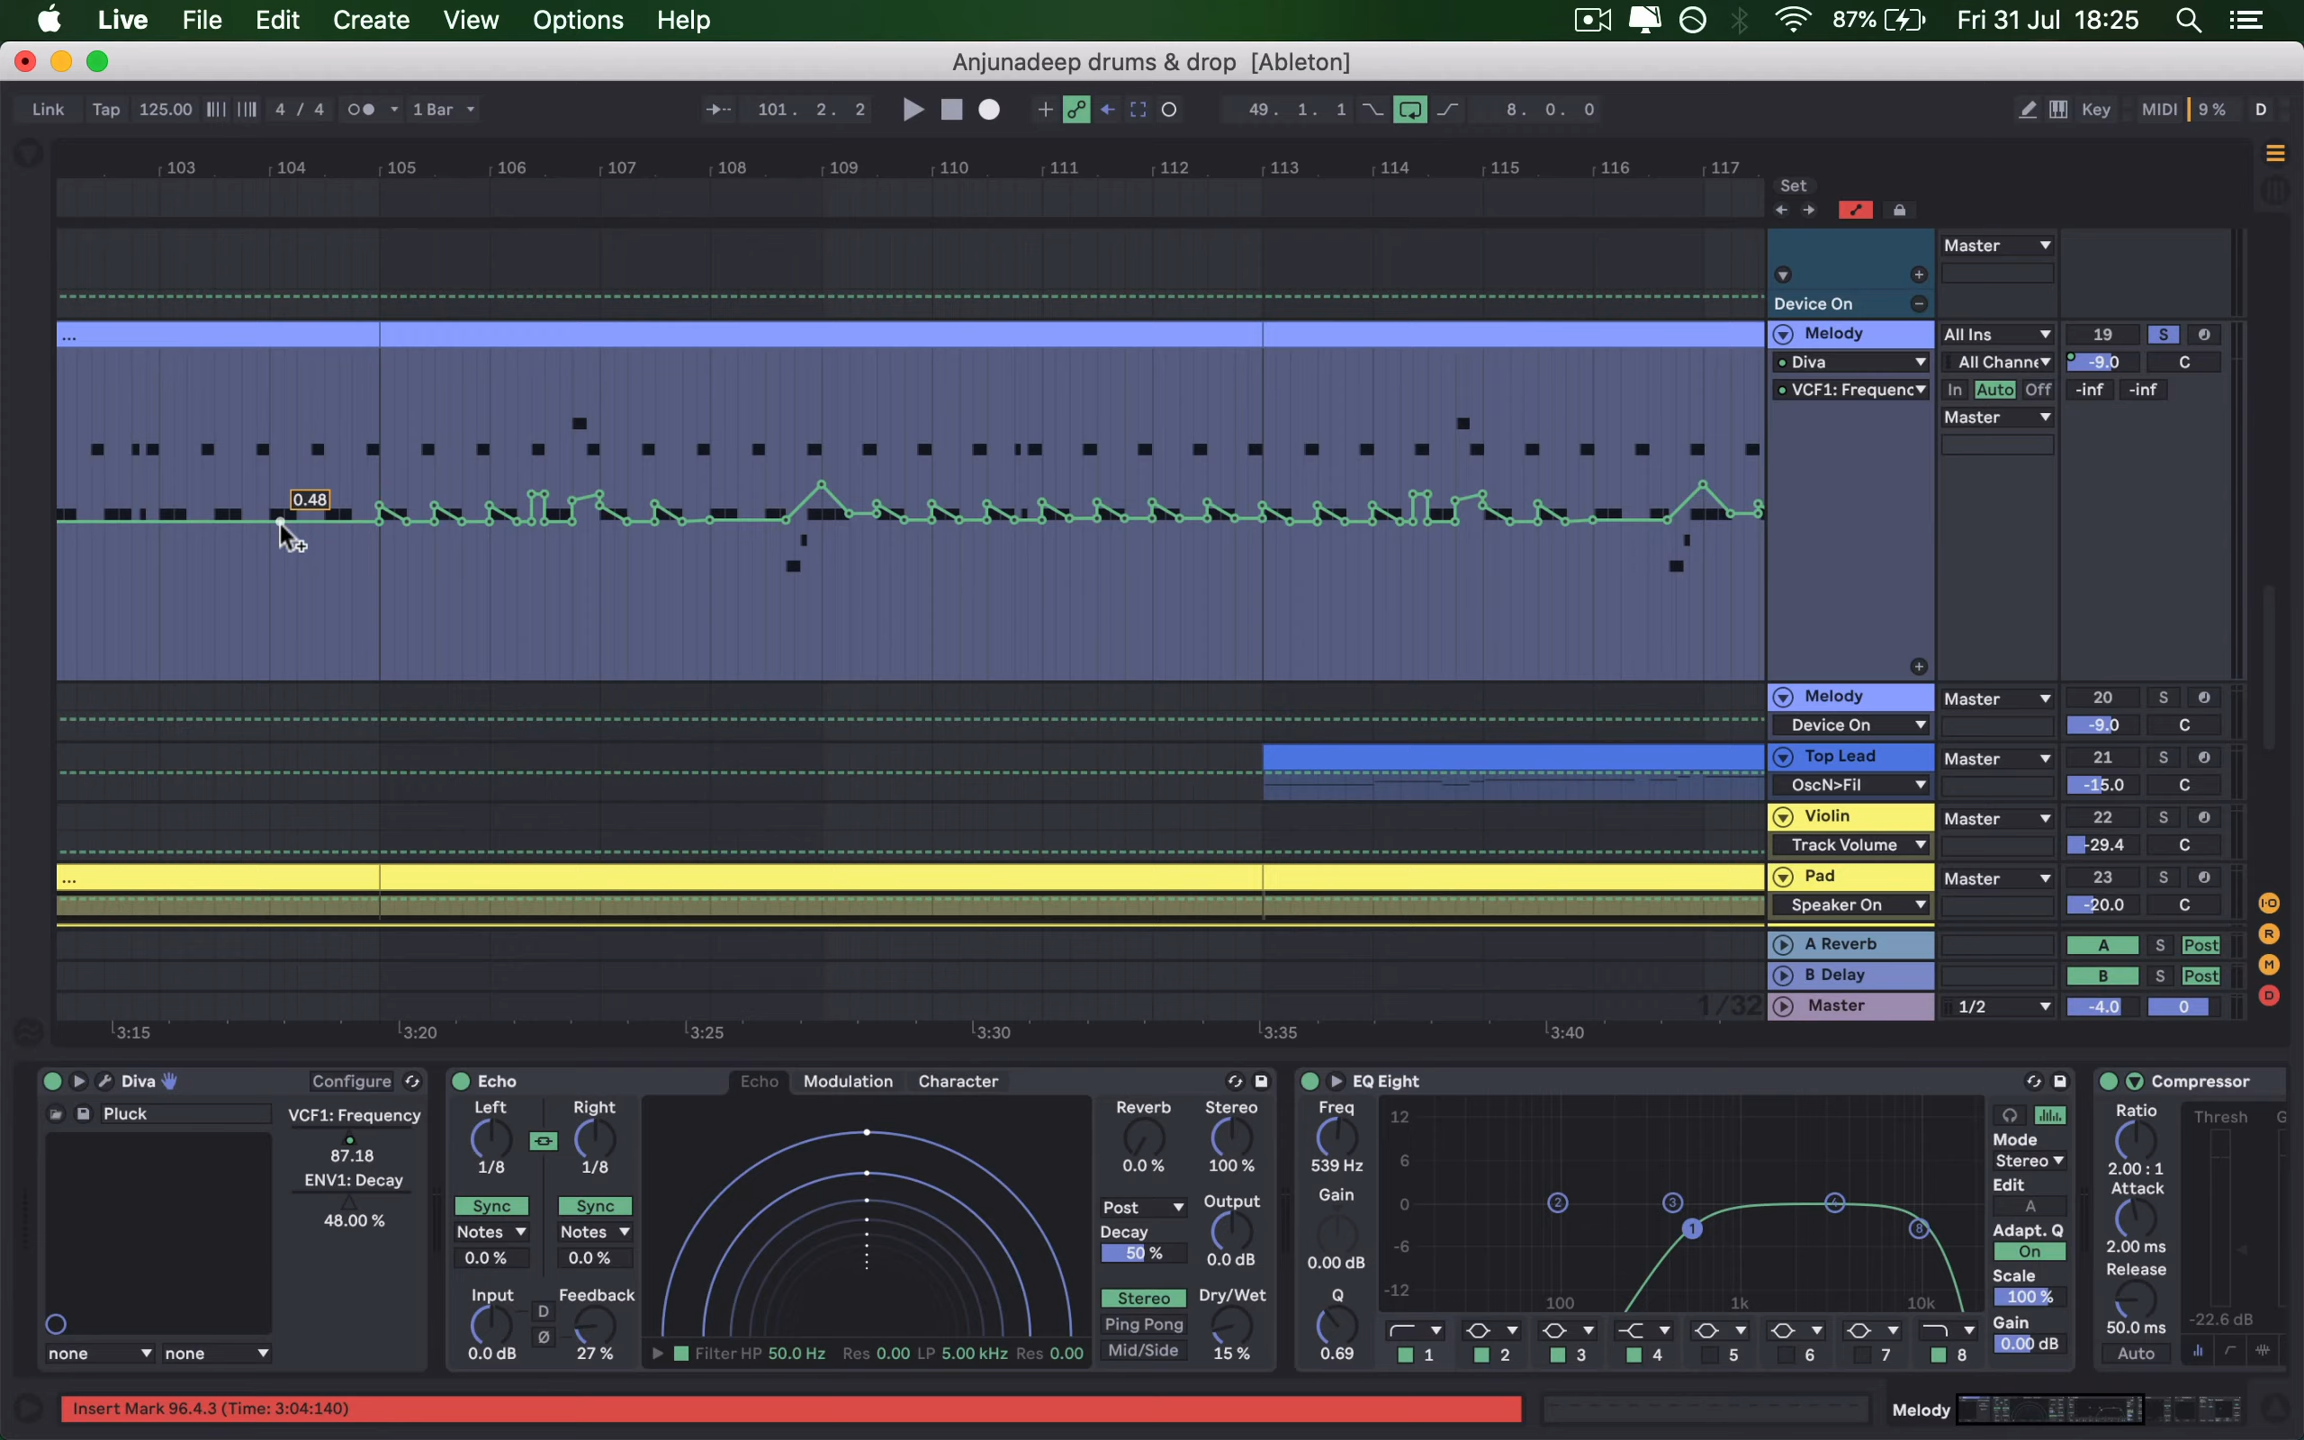 Live File Edit Create View Options Help 87% Fri 31 Jul 18:25
Anjunadeep drums & drop [Ableton]
Link Tap 125.00 4 / 4 1 Bar 101. 2. 2 49. 1. 1 8. 0. 0 Key MIDI 9 % D
103 104 105 106 107 108 109 110 111 112 113 114 115 116 117
Set
Master
Device On
... Melody All Ins 19 S
Diva All Channe -9.0 C
VCF1: Frequenc In Auto Off -inf -inf
Master
0.48
Melody Master 20 S
Device On -9.0 C
Top Lead Master 21 S
OscN>Fil -15.0 C
Violin Master 22 S
Track Volume -29.4 C
... Pad Master 23 S
Speaker On -20.0 C
I·O
R
M
D
A Reverb A S Post
B Delay B S Post
1/32 Master 1/2 -4.0 0
3:15 3:20 3:25 3:30 3:35 3:40
Diva Configure
Pluck
VCF1: Frequency
87.18
ENV1: Decay
48.00 %
none none
Echo Echo Modulation Character
Left Right
1/8 1/8
Sync Sync
Notes Notes
0.0 % 0.0 %
Input D Feedback
Ø
0.0 dB 27 %
Filter HP 50.0 Hz Res 0.00 LP 5.00 kHz Res 0.00
Reverb Stereo
0.0 % 100 %
Post Output
Decay
50 % 0.0 dB
Stereo Dry/Wet
Ping Pong
Mid/Side 15 %
EQ Eight
Freq
539 Hz
Gain
0.00 dB
Q
0.69
12
6
0
-6
-12
100 1k 10k
2 3 1 4 8
1 2 3 4 5 6 7 8
Mode
Stereo
Edit
A
Adapt. Q
On
Scale
100 %
Gain
0.00 dB
Compressor
Ratio Thresh G
2.00 : 1
Attack
2.00 ms
Release
50.0 ms -22.6 dB
Auto
Insert Mark 96.4.3 (Time: 3:04:140) Melody